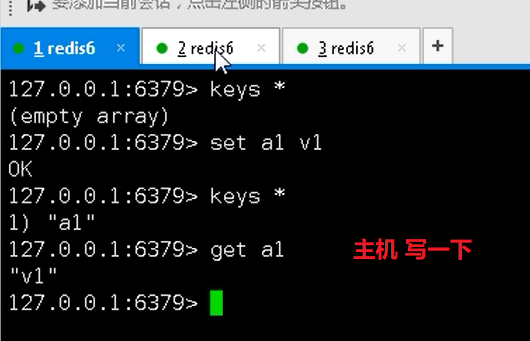 要添加当前会话，点击左侧的箭头按钮。
1 redis6 × 2 redis6 × 3 redis6 × +
127.0.0.1:6379> keys *
(empty array)
127.0.0.1:6379> set a1 v1
OK
127.0.0.1:6379> keys *
1) "a1"
127.0.0.1:6379> get a1
主机 写一下
"v1"
127.0.0.1:6379>